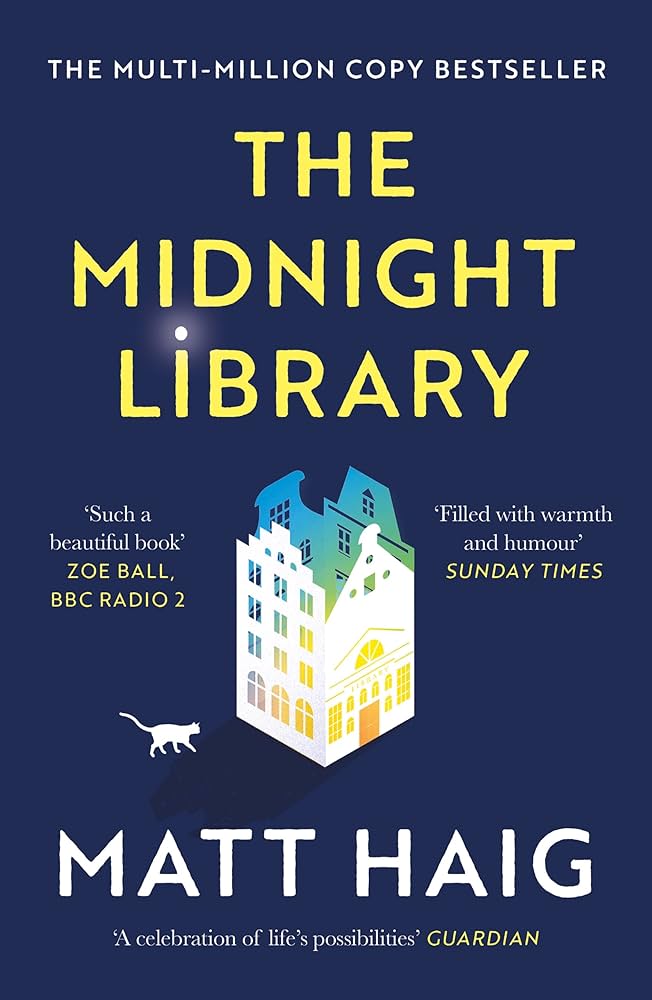 THE MULTI-MILLION COPY BESTSELLER
THE
MIDNIGHT
LiBRARY
‘Such a
beautiful book’
ZOE BALL,
BBC RADIO 2
‘Filled with warmth
and humour’
SUNDAY TIMES
LIBRARY
MATT HAIG
‘A celebration of life’s possibilities’ GUARDIAN